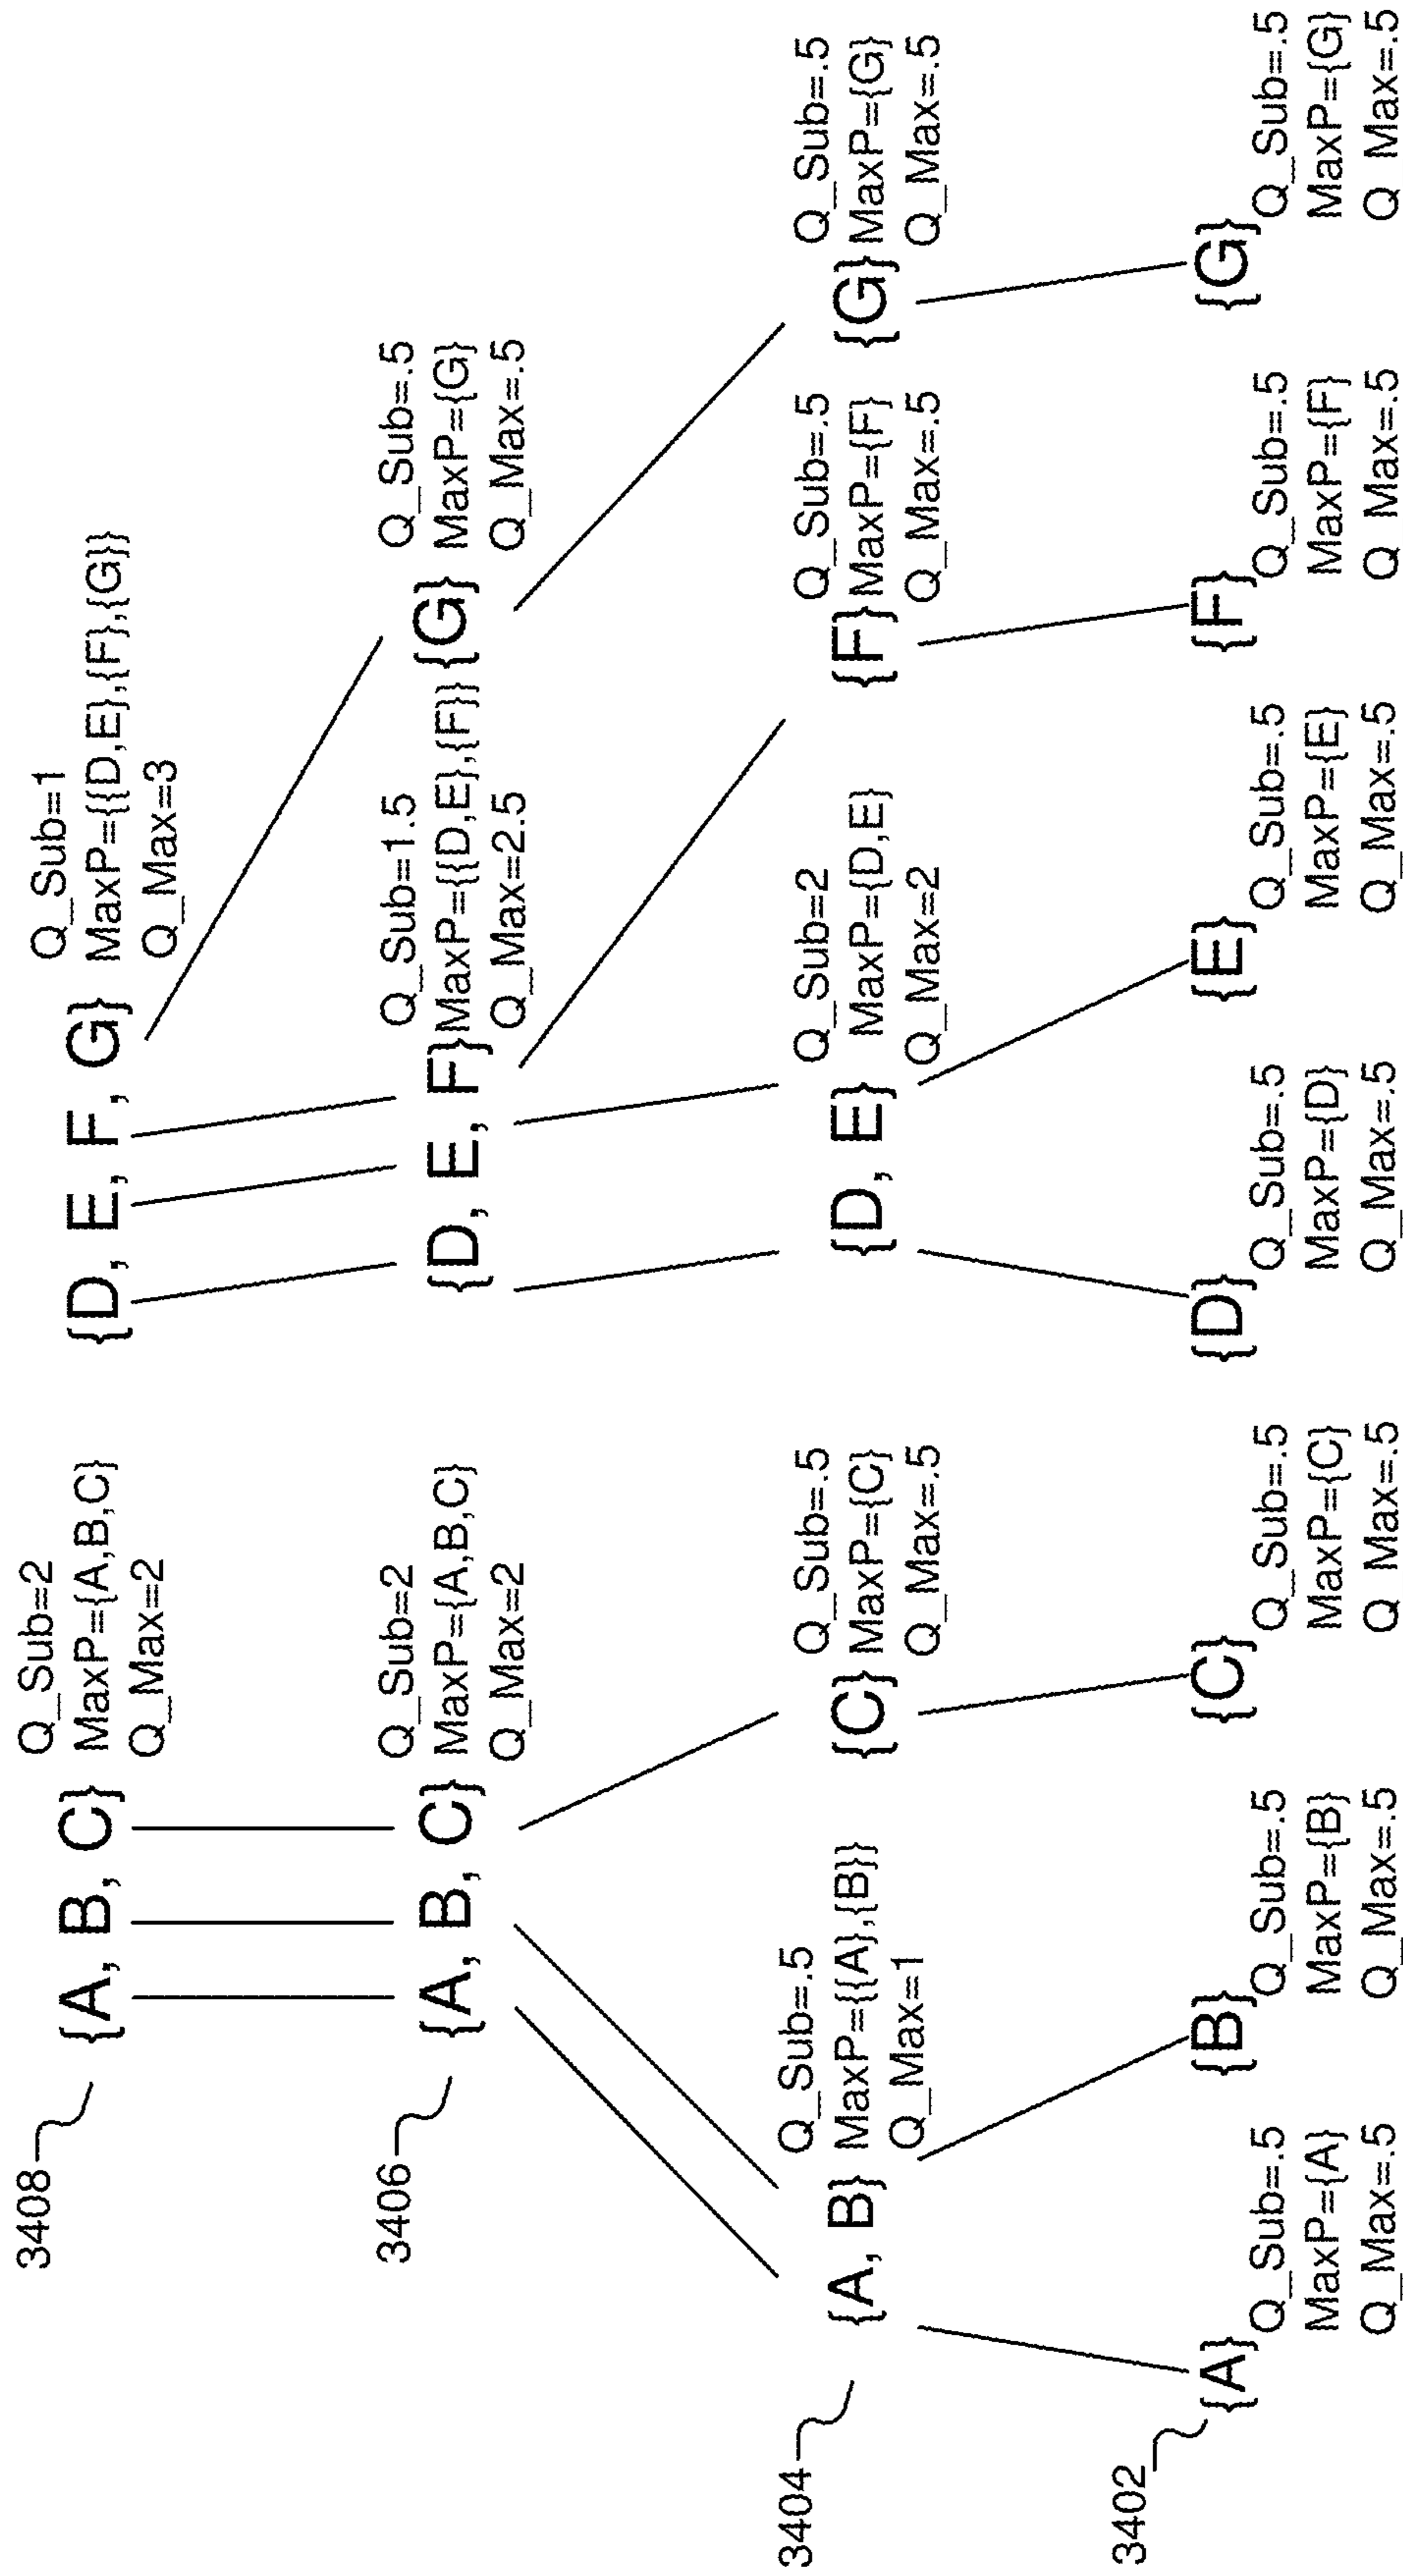 3408
{A, B, C}
Q_Sub=2
MaxP={A,B,C}
Q_Max=2
{D, E, F, G}
Q_Sub=1
MaxP={{D,E},{F},{G}}
Q_Max=3
3406
{A, B, C}
Q_Sub=2
MaxP={A,B,C}
Q_Max=2
{D, E, F}
Q_Sub=1.5
MaxP={{D,E},{F}}
Q_Max=2.5
{G}
Q_Sub=.5
MaxP={G}
Q_Max=.5
3404
{A, B}
Q_Sub=.5
MaxP={{A},{B}}
Q_Max=1
{C}
Q_Sub=.5
MaxP={C}
Q_Max=.5
{D, E}
Q_Sub=2
MaxP={D,E}
Q_Max=2
{F}
Q_Sub=.5
MaxP={F}
Q_Max=.5
{G}
Q_Sub=.5
MaxP={G}
Q_Max=.5
3402
{A}
Q_Sub=.5
MaxP={A}
Q_Max=.5
{B}
Q_Sub=.5
MaxP={B}
Q_Max=.5
{C}
Q_Sub=.5
MaxP={C}
Q_Max=.5
{D}
Q_Sub=.5
MaxP={D}
Q_Max=.5
{E}
Q_Sub=.5
MaxP={E}
Q_Max=.5
{F}
Q_Sub=.5
MaxP={F}
Q_Max=.5
{G}
Q_Sub=.5
MaxP={G}
Q_Max=.5